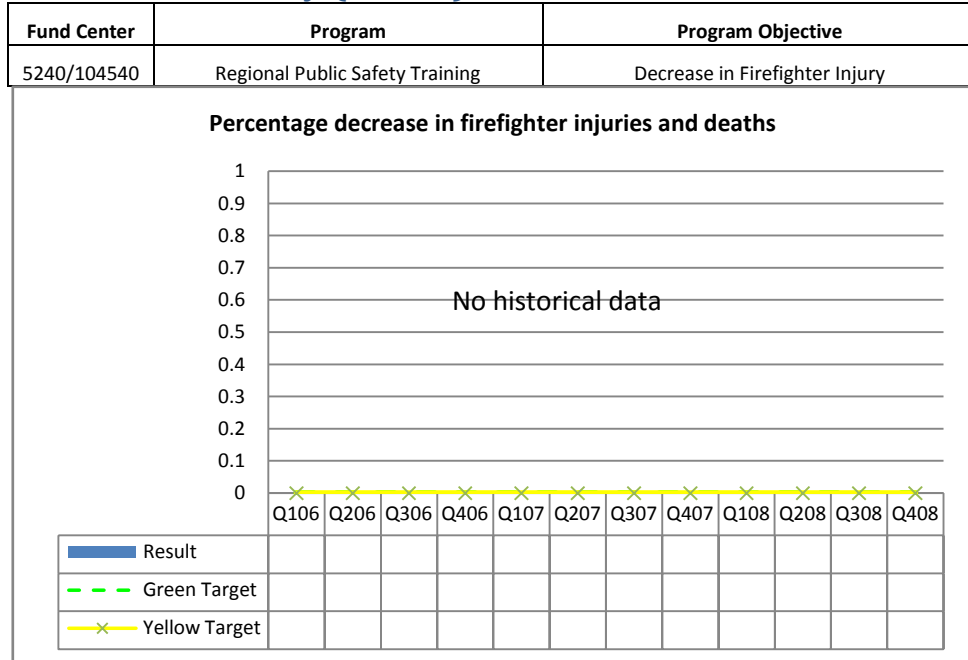 Fund Center Program Program Objective
5240/104540 Regional Public Safety Training Decrease in Firefighter Injury
Percentage decrease in firefighter injuries and deaths
1
0.9
0.8
0.7
0.6
No historical data
0.5
0.4
0.3
0.2
0.1
0
Q106 Q206 Q306 Q406 Q107 Q207 Q307 Q407 Q108 Q208 Q308 Q408
Result
Green Target
Yellow Target